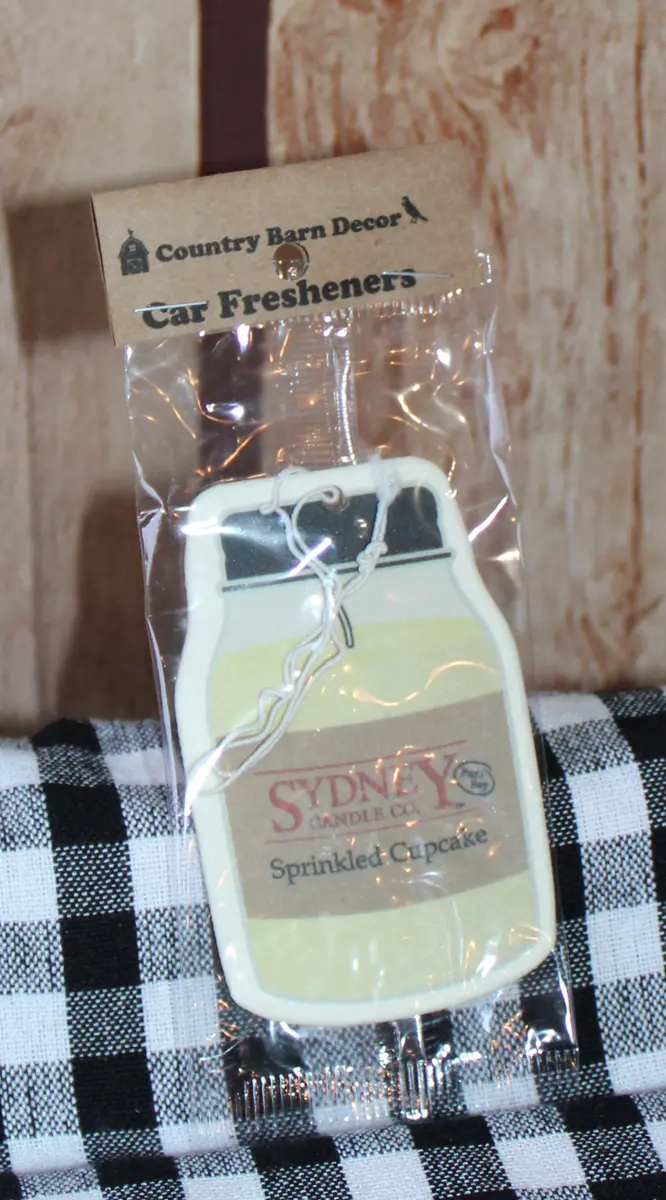 Country Barn Decor
Car Fresheners
SYDNEY
CANDLE CO.
Sprinkled Cupcake